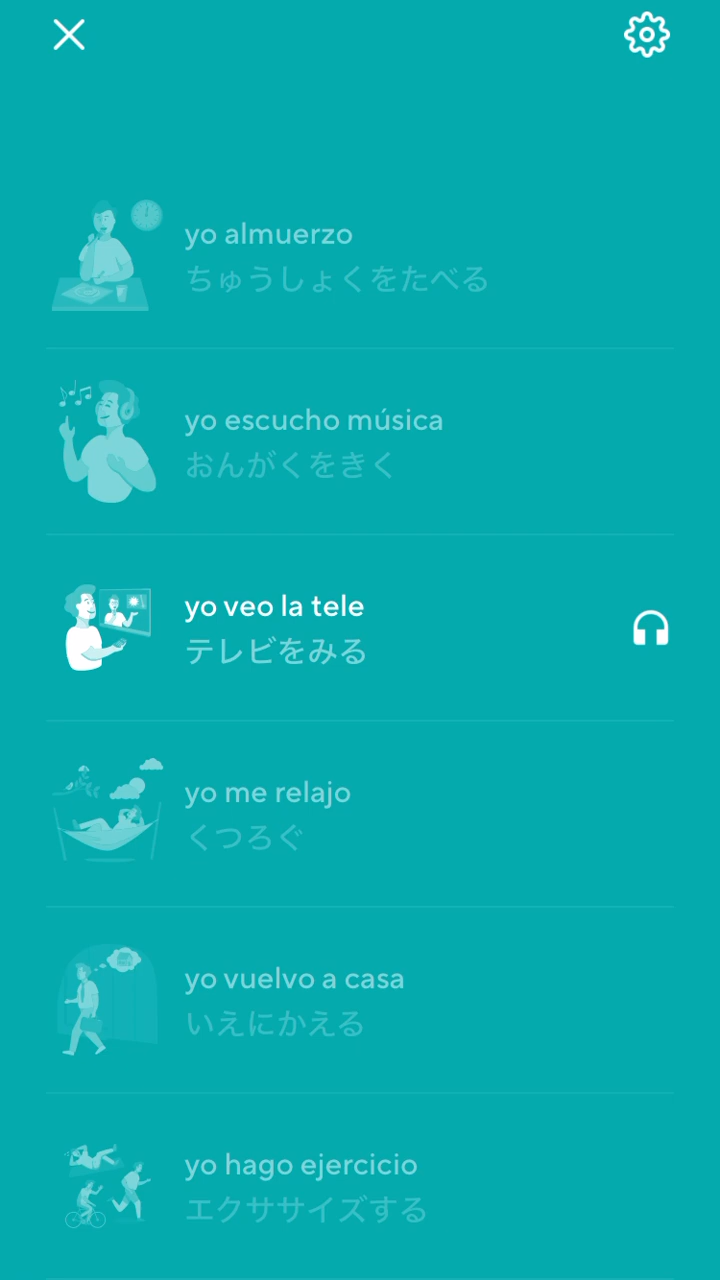 yo almuerzo
ちゅうしょくをたべる
yo escucho música
おんがくをきく
yo veo la tele
テレビをみる
yo me relajo
くつろぐ
yo vuelvo a casa
いえにかえる
yo hago ejercicio
エクササイズする